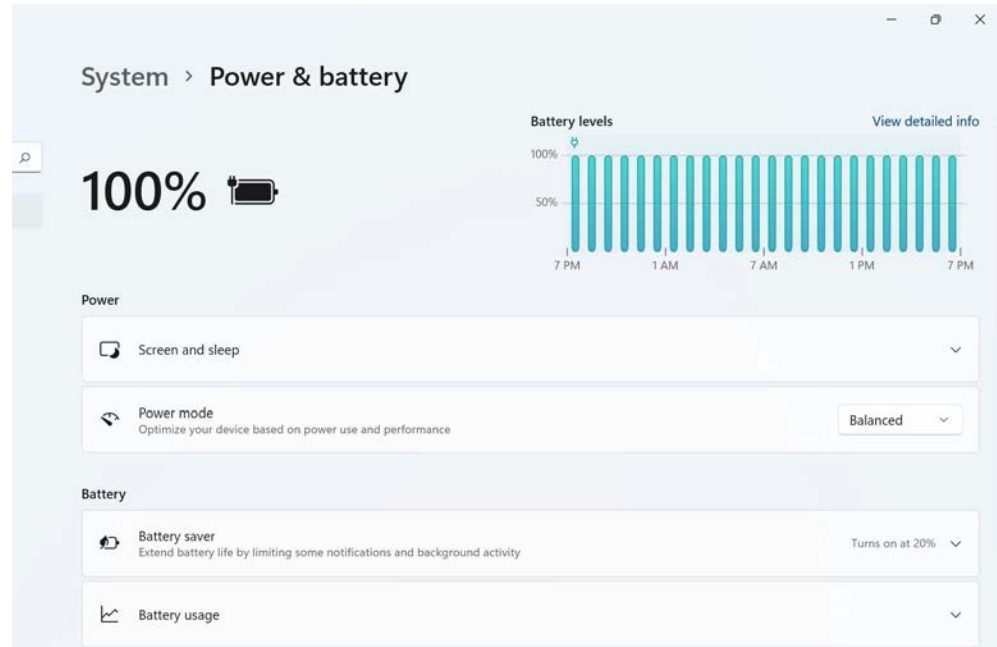 System > Power & battery
Battery levels
View detailed info
100%
100%
50%
7 PM 1 AM 7 AM 1 PM 7 PM
Power
Screen and sleep
Power mode
Optimize your device based on power use and performance
Balanced
Battery
Battery saver
Extend battery life by limiting some notifications and background activity
Turns on at 20%
Battery usage